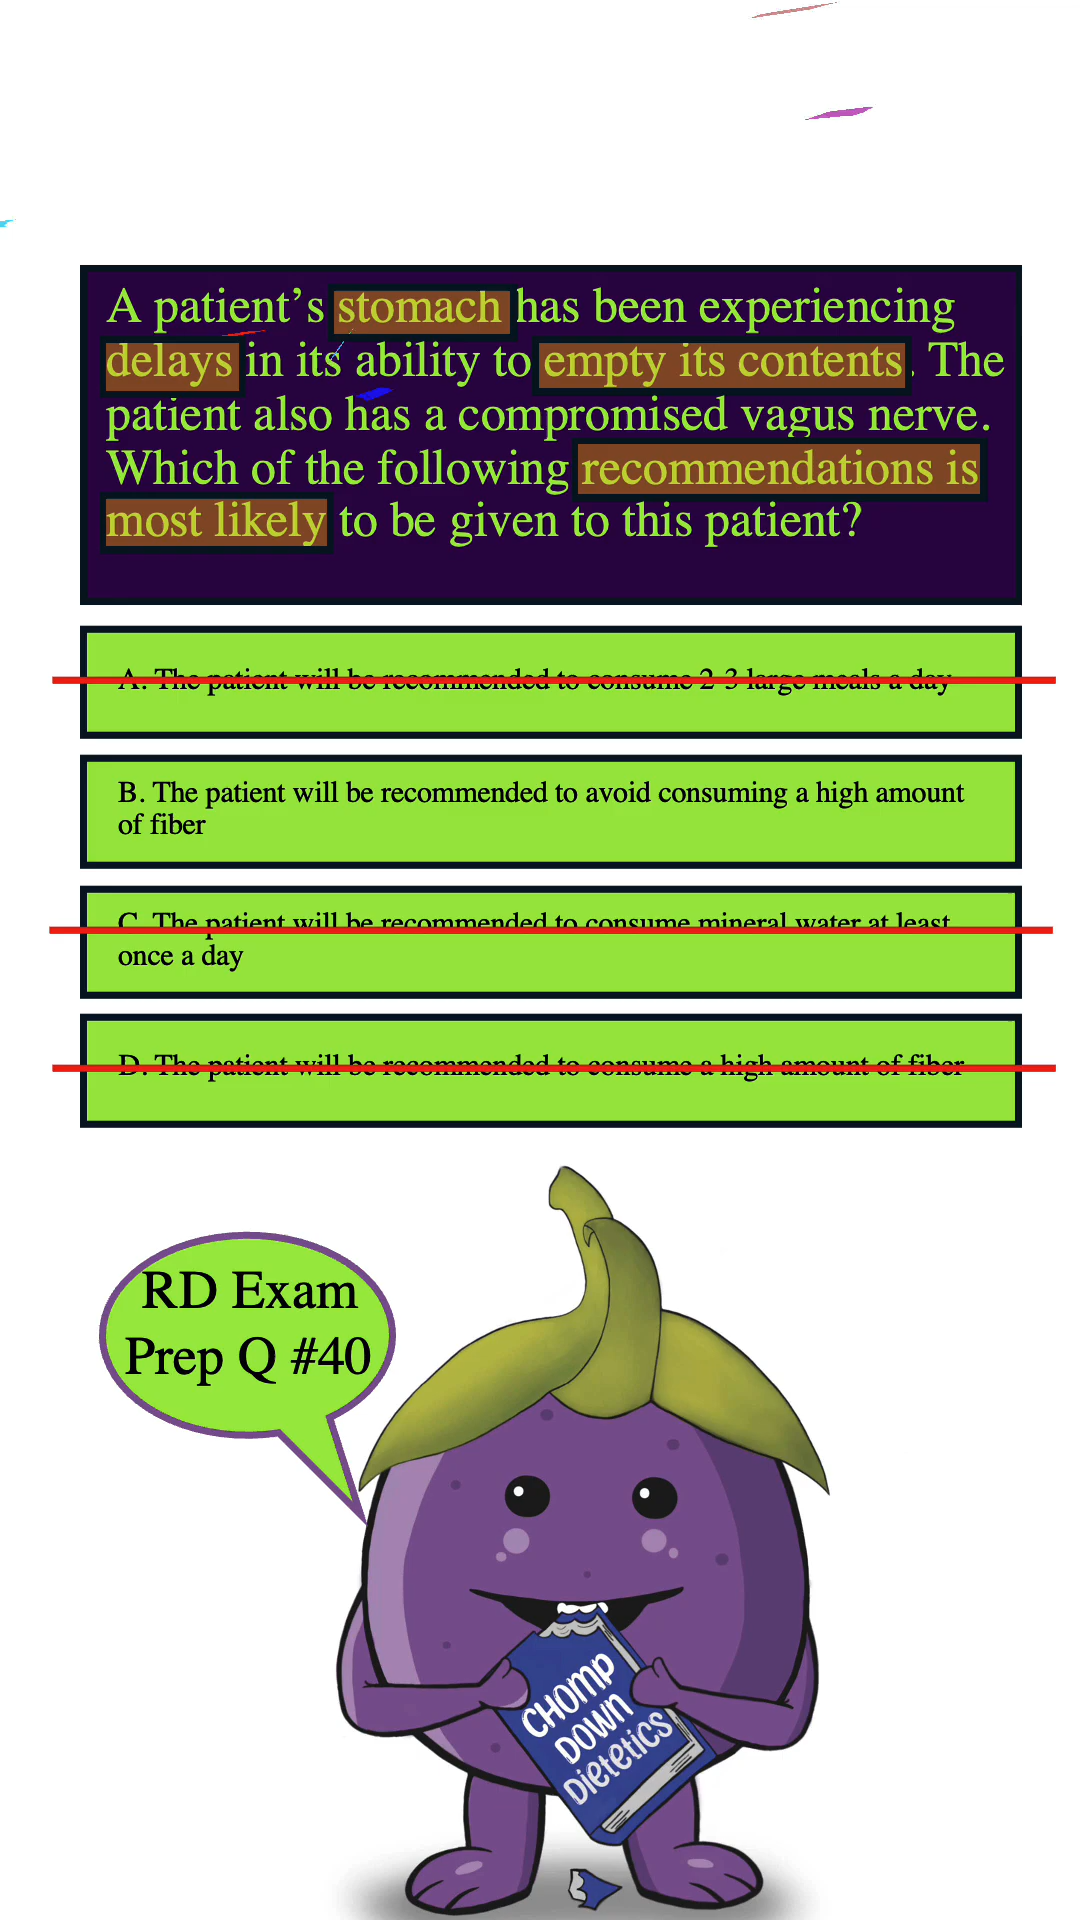 A patient’s stomach has been experiencing
delays in its ability to empty its contents. The
patient also has a compromised vagus nerve.
Which of the following recommendations is
most likely to be given to this patient?
A. The patient will be recommended to consume 2-3 large meals a day
B. The patient will be recommended to avoid consuming a high amount
of fiber
C. The patient will be recommended to consume mineral water at least
once a day
D. The patient will be recommended to consume a high amount of fiber
RD Exam
Prep Q #40
CHOMP
DOWN
Dietetics